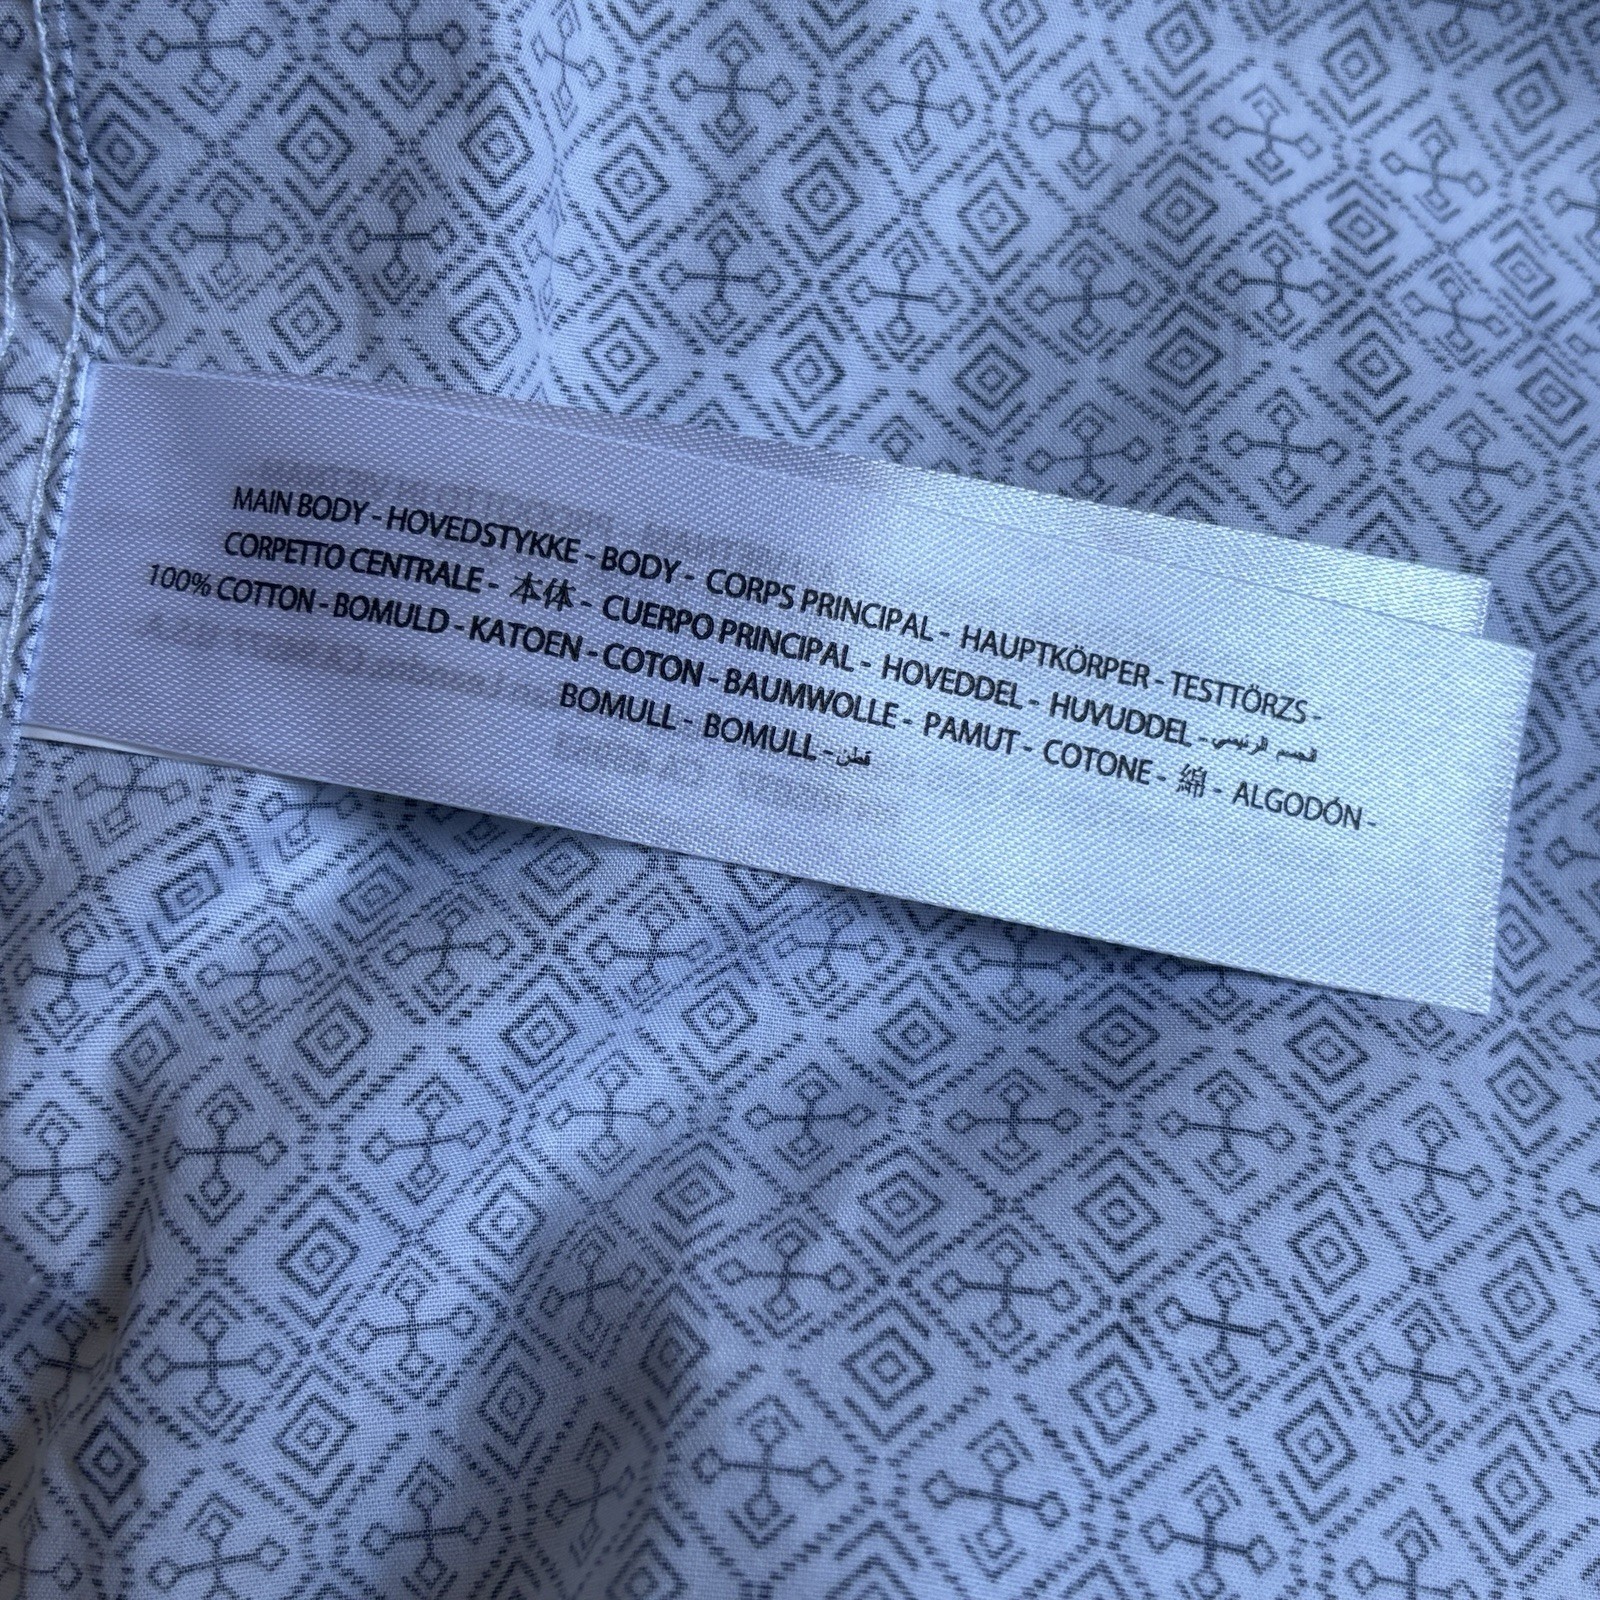 MAIN BODY - HOVEDSTYKKE - BODY - CORPS PRINCIPAL - HAUPTKÖRPER - TESTTÖRZS -
CORPETTO CENTRALE - 本体 - CUERPO PRINCIPAL - HOVEDDEL - HUVUDDEL - الجسم الرئيسي
100% COTTON - BOMULD - KATOEN - COTON - BAUMWOLLE - PAMUT - COTONE - 綿 - ALGODÓN -
BOMULL - BOMULL - قطن